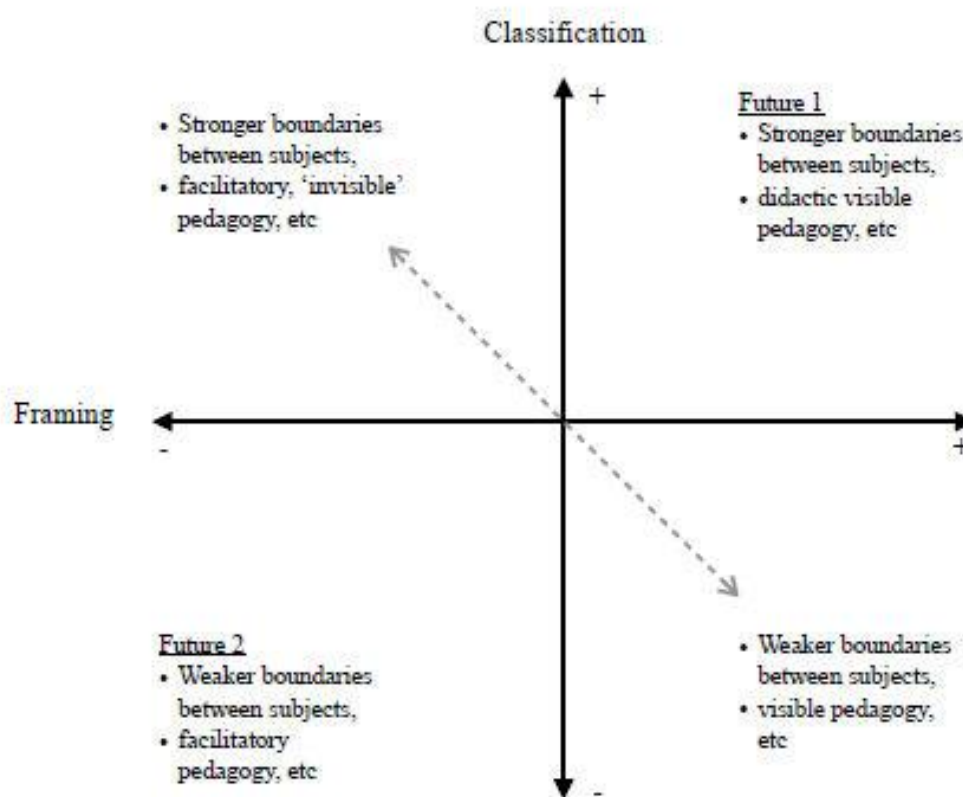 Classification
+
• Stronger boundaries
between subjects,
• facilitatory, ‘invisible’
pedagogy, etc
Future 1
• Stronger boundaries
between subjects,
• didactic visible
pedagogy, etc
Framing
-
+
Future 2
• Weaker boundaries
between subjects,
• facilitatory
pedagogy, etc
• Weaker boundaries
between subjects,
• visible pedagogy,
etc
-